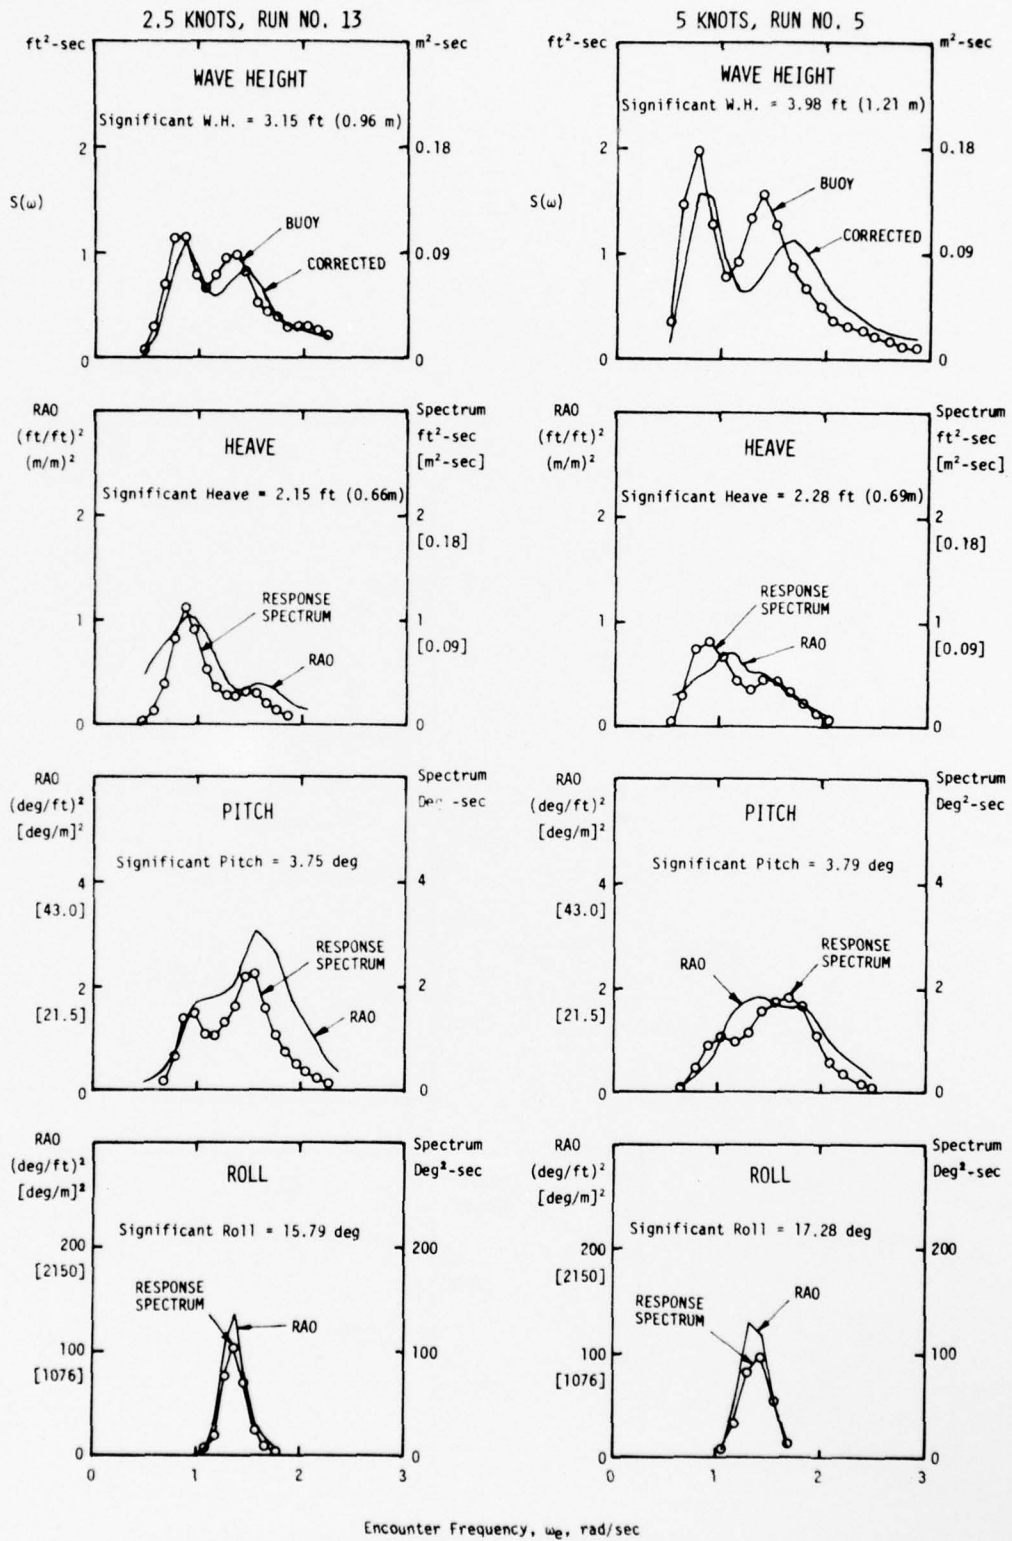 2.5 KNOTS, RUN NO. 13
5 KNOTS, RUN NO. 5
ft²-sec
m²-sec
WAVE HEIGHT
Significant W.H. = 3.15 ft (0.96 m)
2
0.18
S(ω)
BUOY
CORRECTED
1
0.09
0
0
ft²-sec
m²-sec
WAVE HEIGHT
Significant W.H. = 3.98 ft (1.21 m)
2
0.18
S(ω)
BUOY
CORRECTED
1
0.09
0
0
RAO
(ft/ft)²
(m/m)²
Spectrum
ft²-sec
[m²-sec]
HEAVE
Significant Heave = 2.15 ft (0.66m)
2
2
[0.18]
RESPONSE
SPECTRUM
RAO
1
1
[0.09]
0
0
RAO
(ft/ft)²
(m/m)²
Spectrum
ft²-sec
[m²-sec]
HEAVE
Significant Heave = 2.28 ft (0.69m)
2
2
[0.18]
RESPONSE
SPECTRUM
RAO
1
1
[0.09]
0
0
RAO
(deg/ft)²
[deg/m]²
Spectrum
-sec
PITCH
Significant Pitch = 3.75 deg
4
4
[43.0]
RESPONSE
SPECTRUM
RAO
2
2
[21.5]
0
0
RAO
(deg/ft)²
[deg/m]²
Spectrum
Deg²-sec
PITCH
Significant Pitch = 3.79 deg
4
4
[43.0]
RAO
RESPONSE
SPECTRUM
2
2
[21.5]
0
0
RAO
(deg/ft)²
[deg/m]²
Spectrum
Deg²-sec
ROLL
Significant Roll = 15.79 deg
200
200
[2150]
RESPONSE
SPECTRUM
RAO
100
100
[1076]
0
0
0 1 2 3
RAO
(deg/ft)²
[deg/m]²
Spectrum
Deg²-sec
ROLL
Significant Roll = 17.28 deg
200
200
[2150]
RESPONSE
SPECTRUM
RAO
100
100
[1076]
0
0
0 1 2 3
Encounter Frequency, ωe, rad/sec